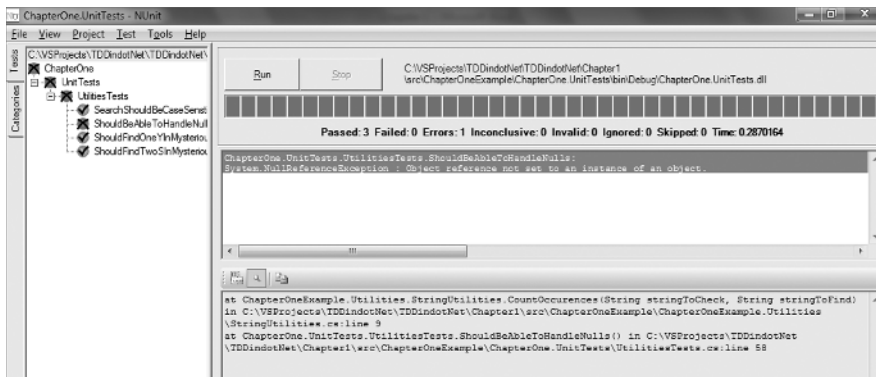 ChapterOne.UnitTests - NUnit
File View Project Test Tools Help
Tests
Categories
C:\VSProjects\TDDindotNet\TDDindotNet\
ChapterOne
UnitTests
UtilitiesTests
SearchShouldBeCaseSensit
ShouldBeAbleToHandleNull
ShouldFindOneYInMysteriou
ShouldFindTwoSInMysteriou
Run
Stop
C:\VSProjects\TDDindotNet\TDDindotNet\Chapter1
\src\ChapterOneExample\ChapterOne.UnitTests\bin\Debug\ChapterOne.UnitTests.dll
Passed: 3 Failed: 0 Errors: 1 Inconclusive: 0 Invalid: 0 Ignored: 0 Skipped: 0 Time: 0.2870164
ChapterOne.UnitTests.UtilitiesTests.ShouldBeAbleToHandleNulls:
System.NullReferenceException : Object reference not set to an instance of an object.
at ChapterOneExample.Utilities.StringUtilities.CountOccurences(String stringToCheck, String stringToFind)
in C:\VSProjects\TDDindotNet\TDDindotNet\Chapter1\src\ChapterOneExample\ChapterOneExample.Utilities
\StringUtilities.cs:line 9
at ChapterOne.UnitTests.UtilitiesTests.ShouldBeAbleToHandleNulls() in C:\VSProjects\TDDindotNet
\TDDindotNet\Chapter1\src\ChapterOneExample\ChapterOne.UnitTests\UtilitiesTests.cs:line 58